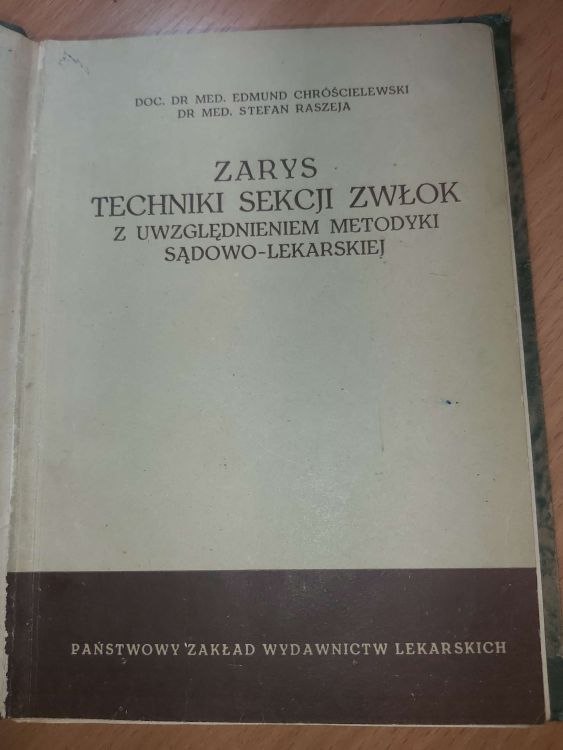 DOC. DR MED. EDMUND CHRÓŚCIELEWSKI
DR MED. STEFAN RASZEJA
ZARYS
TECHNIKI SEKCJI ZWŁOK
Z UWZGLĘDNIENIEM METODYKI
SĄDOWO-LEKARSKIEJ
PAŃSTWOWY ZAKŁAD WYDAWNICTW LEKARSKICH